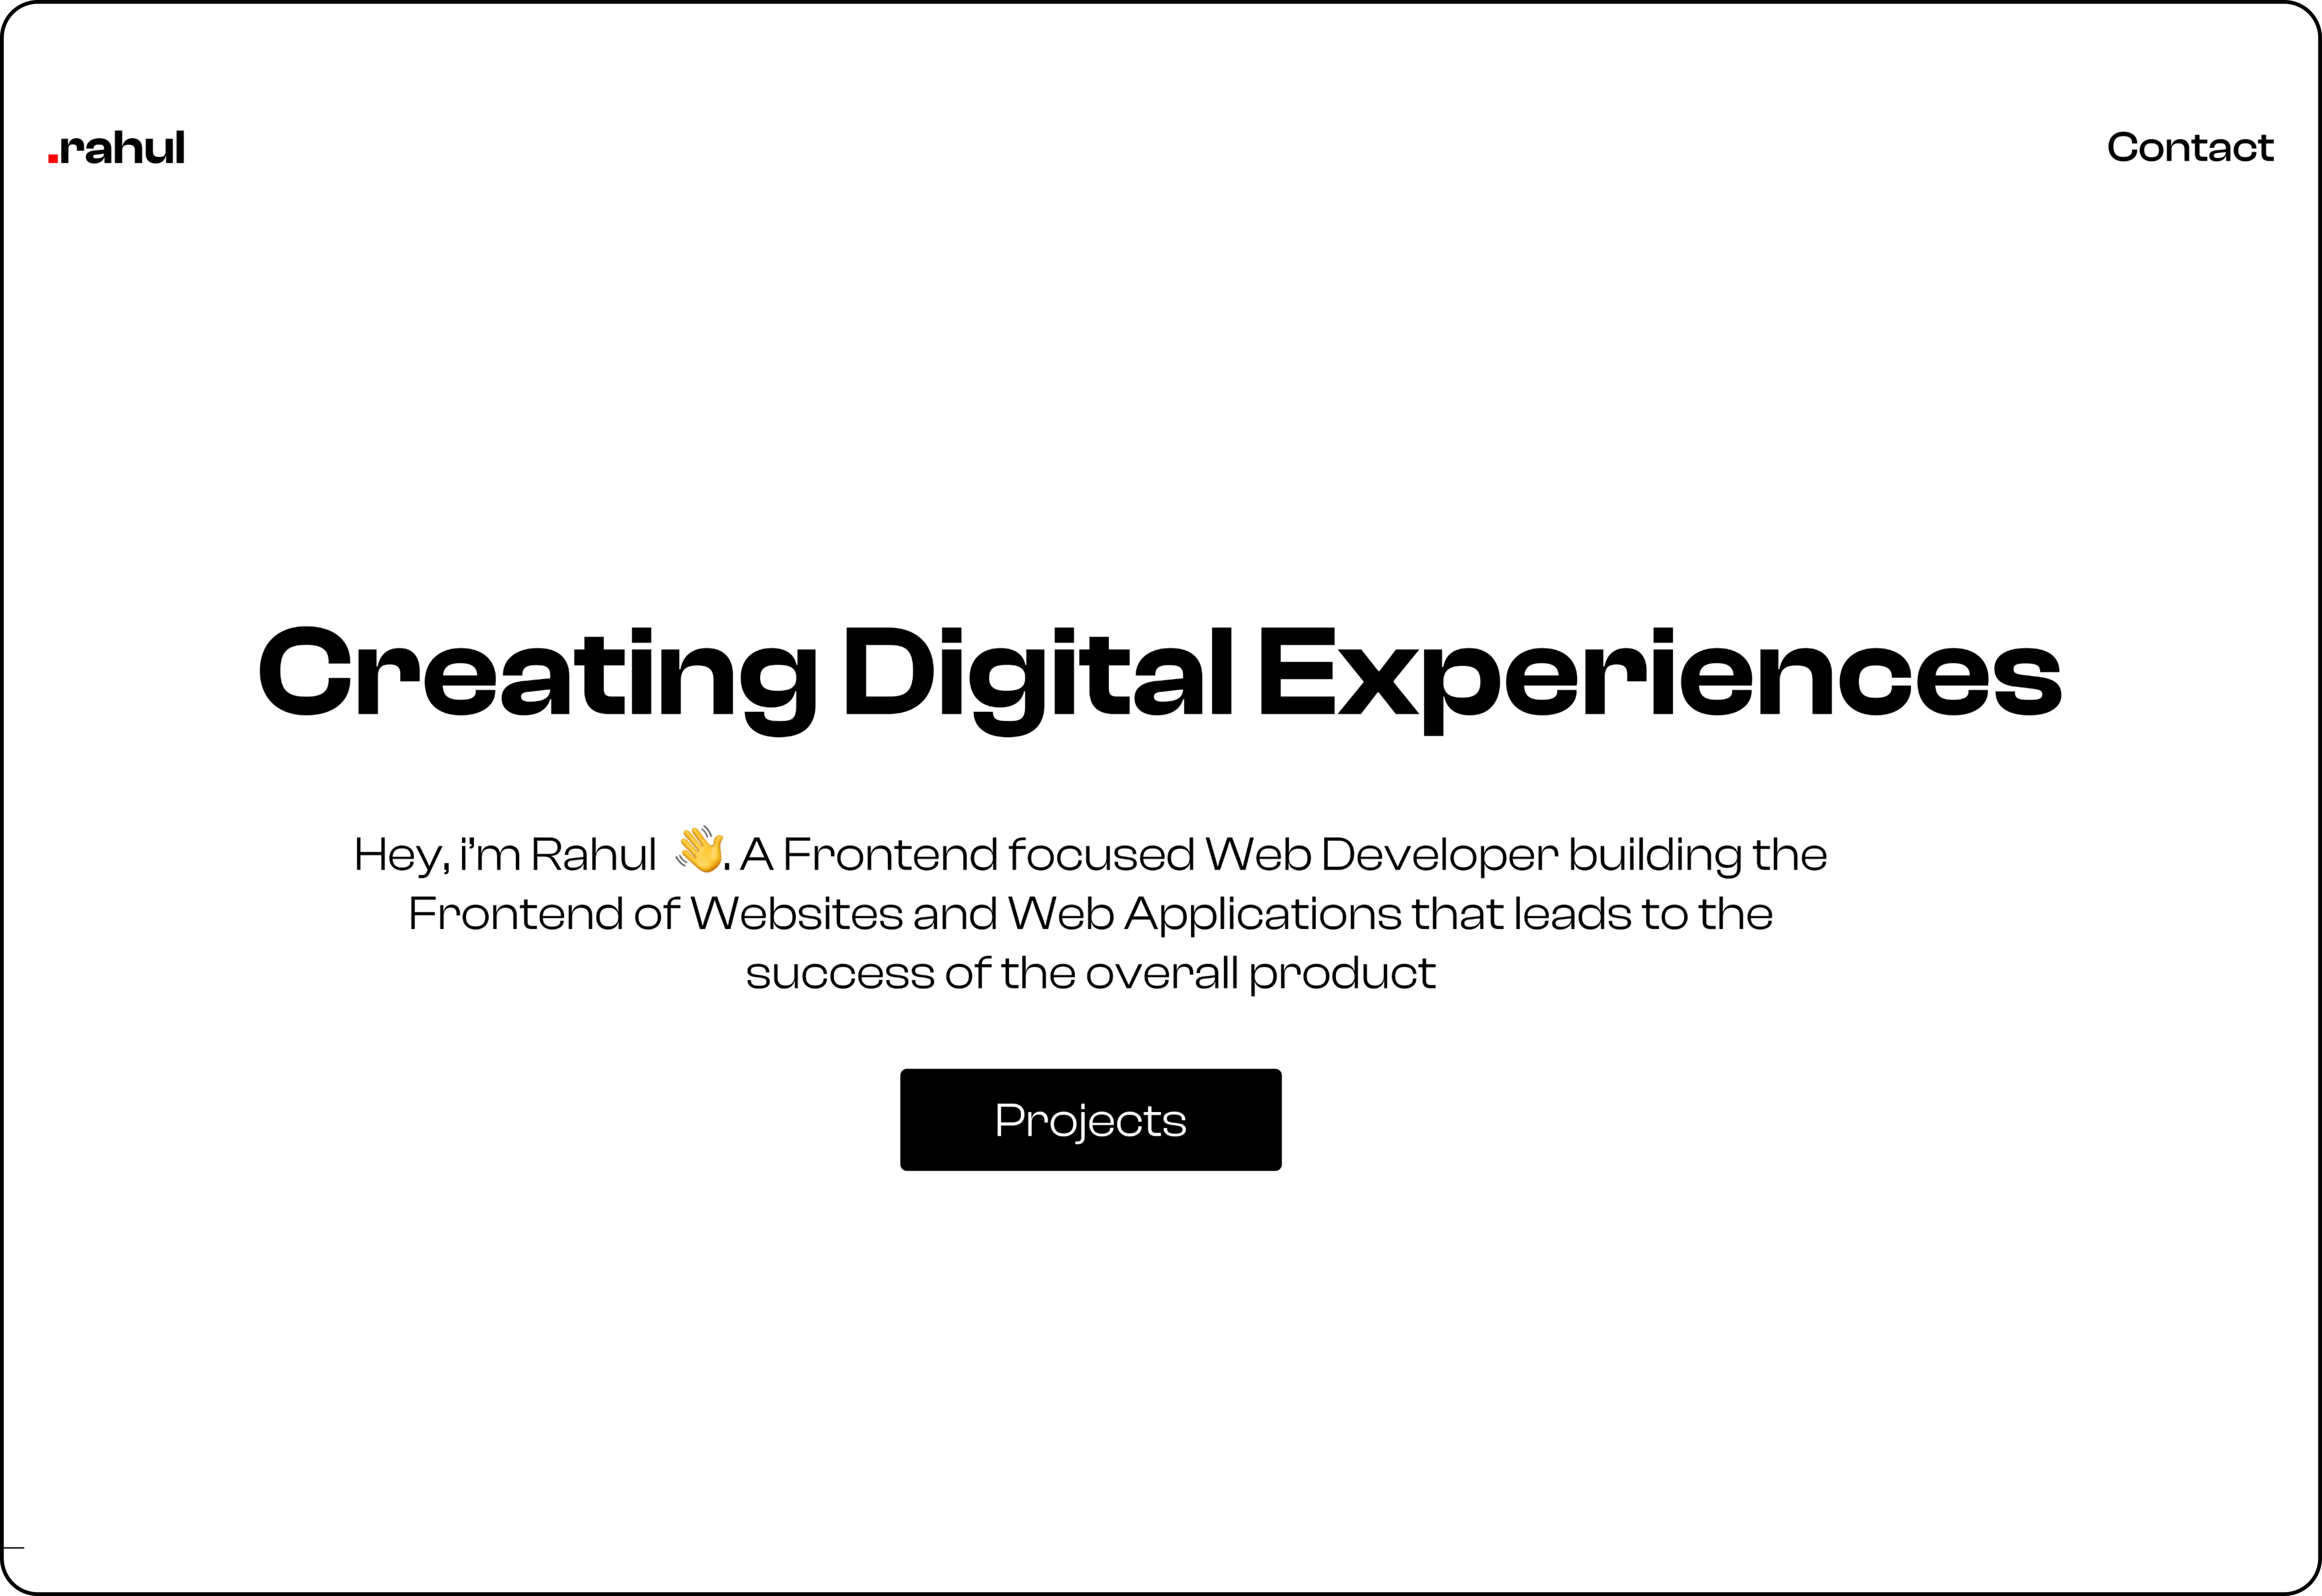 .rahul
Contact
Creating Digital Experiences
Hey, i’m Rahul 👋. A Frontend focused Web Developer building the
Frontend of Websites and Web Applications that leads to the
success of the overall product
Projects